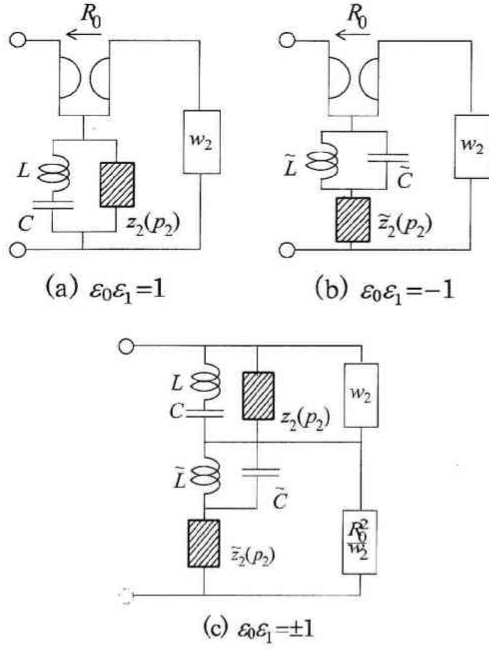 R₀ R₀
L C z₂(p₂) w₂
L̃ C̃ z̃₂(p₂) w₂
(a) ε₀ε₁=1 (b) ε₀ε₁=−1
L
C z₂(p₂) w₂
L̃ C̃
z̃₂(p₂) R₀²/w₂
(c) ε₀ε₁=±1